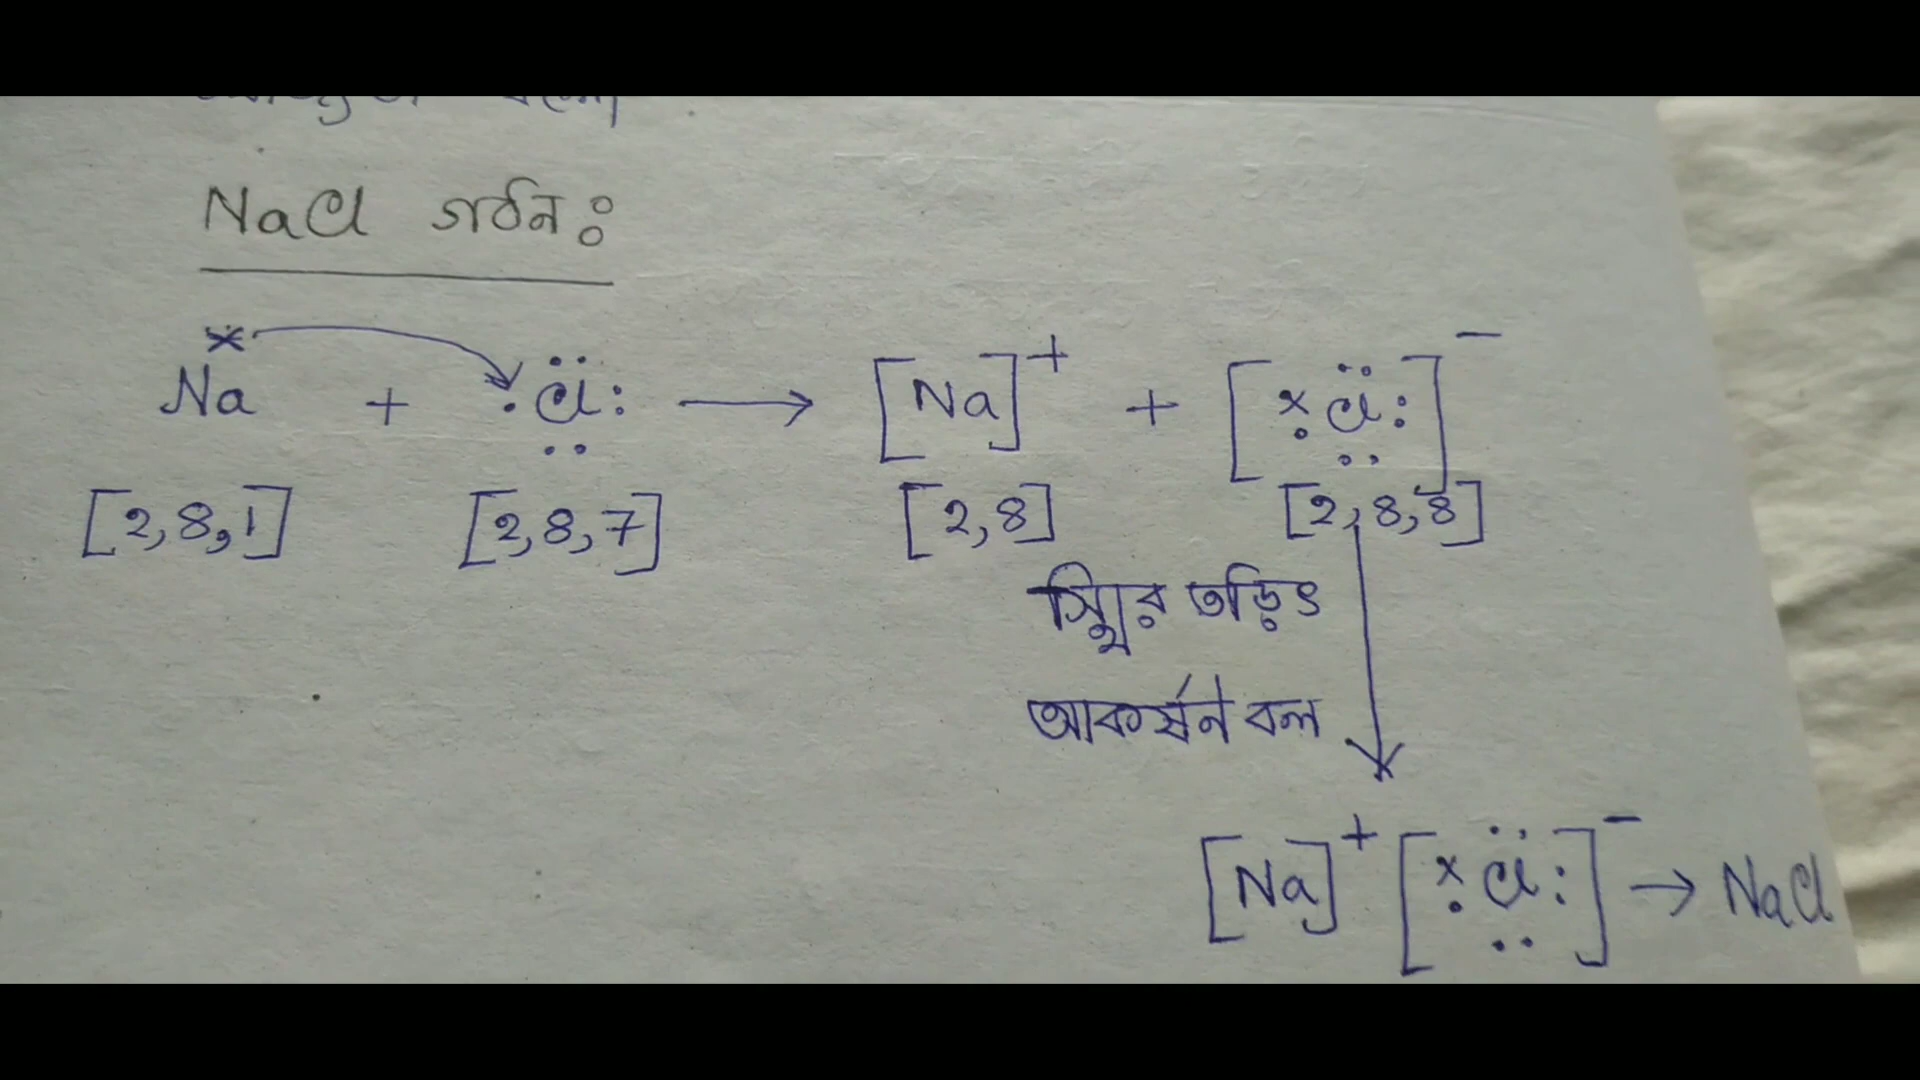 NaCl গঠনঃ
Na + Cl → [Na]⁺ + [Cl]⁻
[2,8,1] [2,8,7] [2,8] [2,8,8]
স্থির তড়িৎ
আকর্ষন বল
[Na]⁺ [Cl]⁻ → NaCl